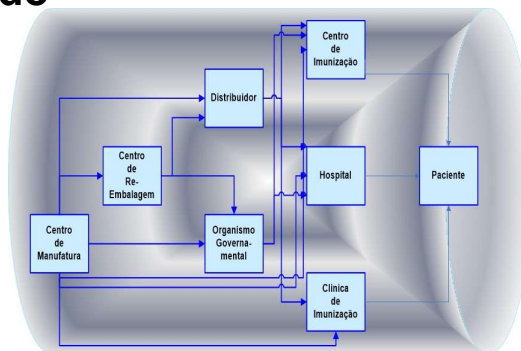 Centro
de
Imunização
Distribuidor
Centro
de
Re-
Embalagem
Hospital
Paciente
Centro
de
Manufatura
Organismo
Governa-
mental
Clínica
de
Imunização